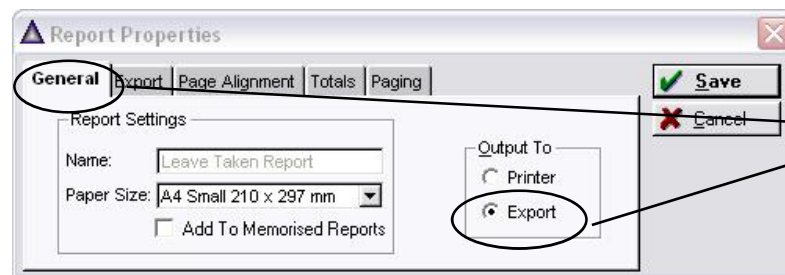 Report Properties
General Export Page Alignment Totals Paging
Save
Cancel
Report Settings
Name: Leave Taken Report
Paper Size: A4 Small 210 x 297 mm
Add To Memorised Reports
Output To
Printer
Export